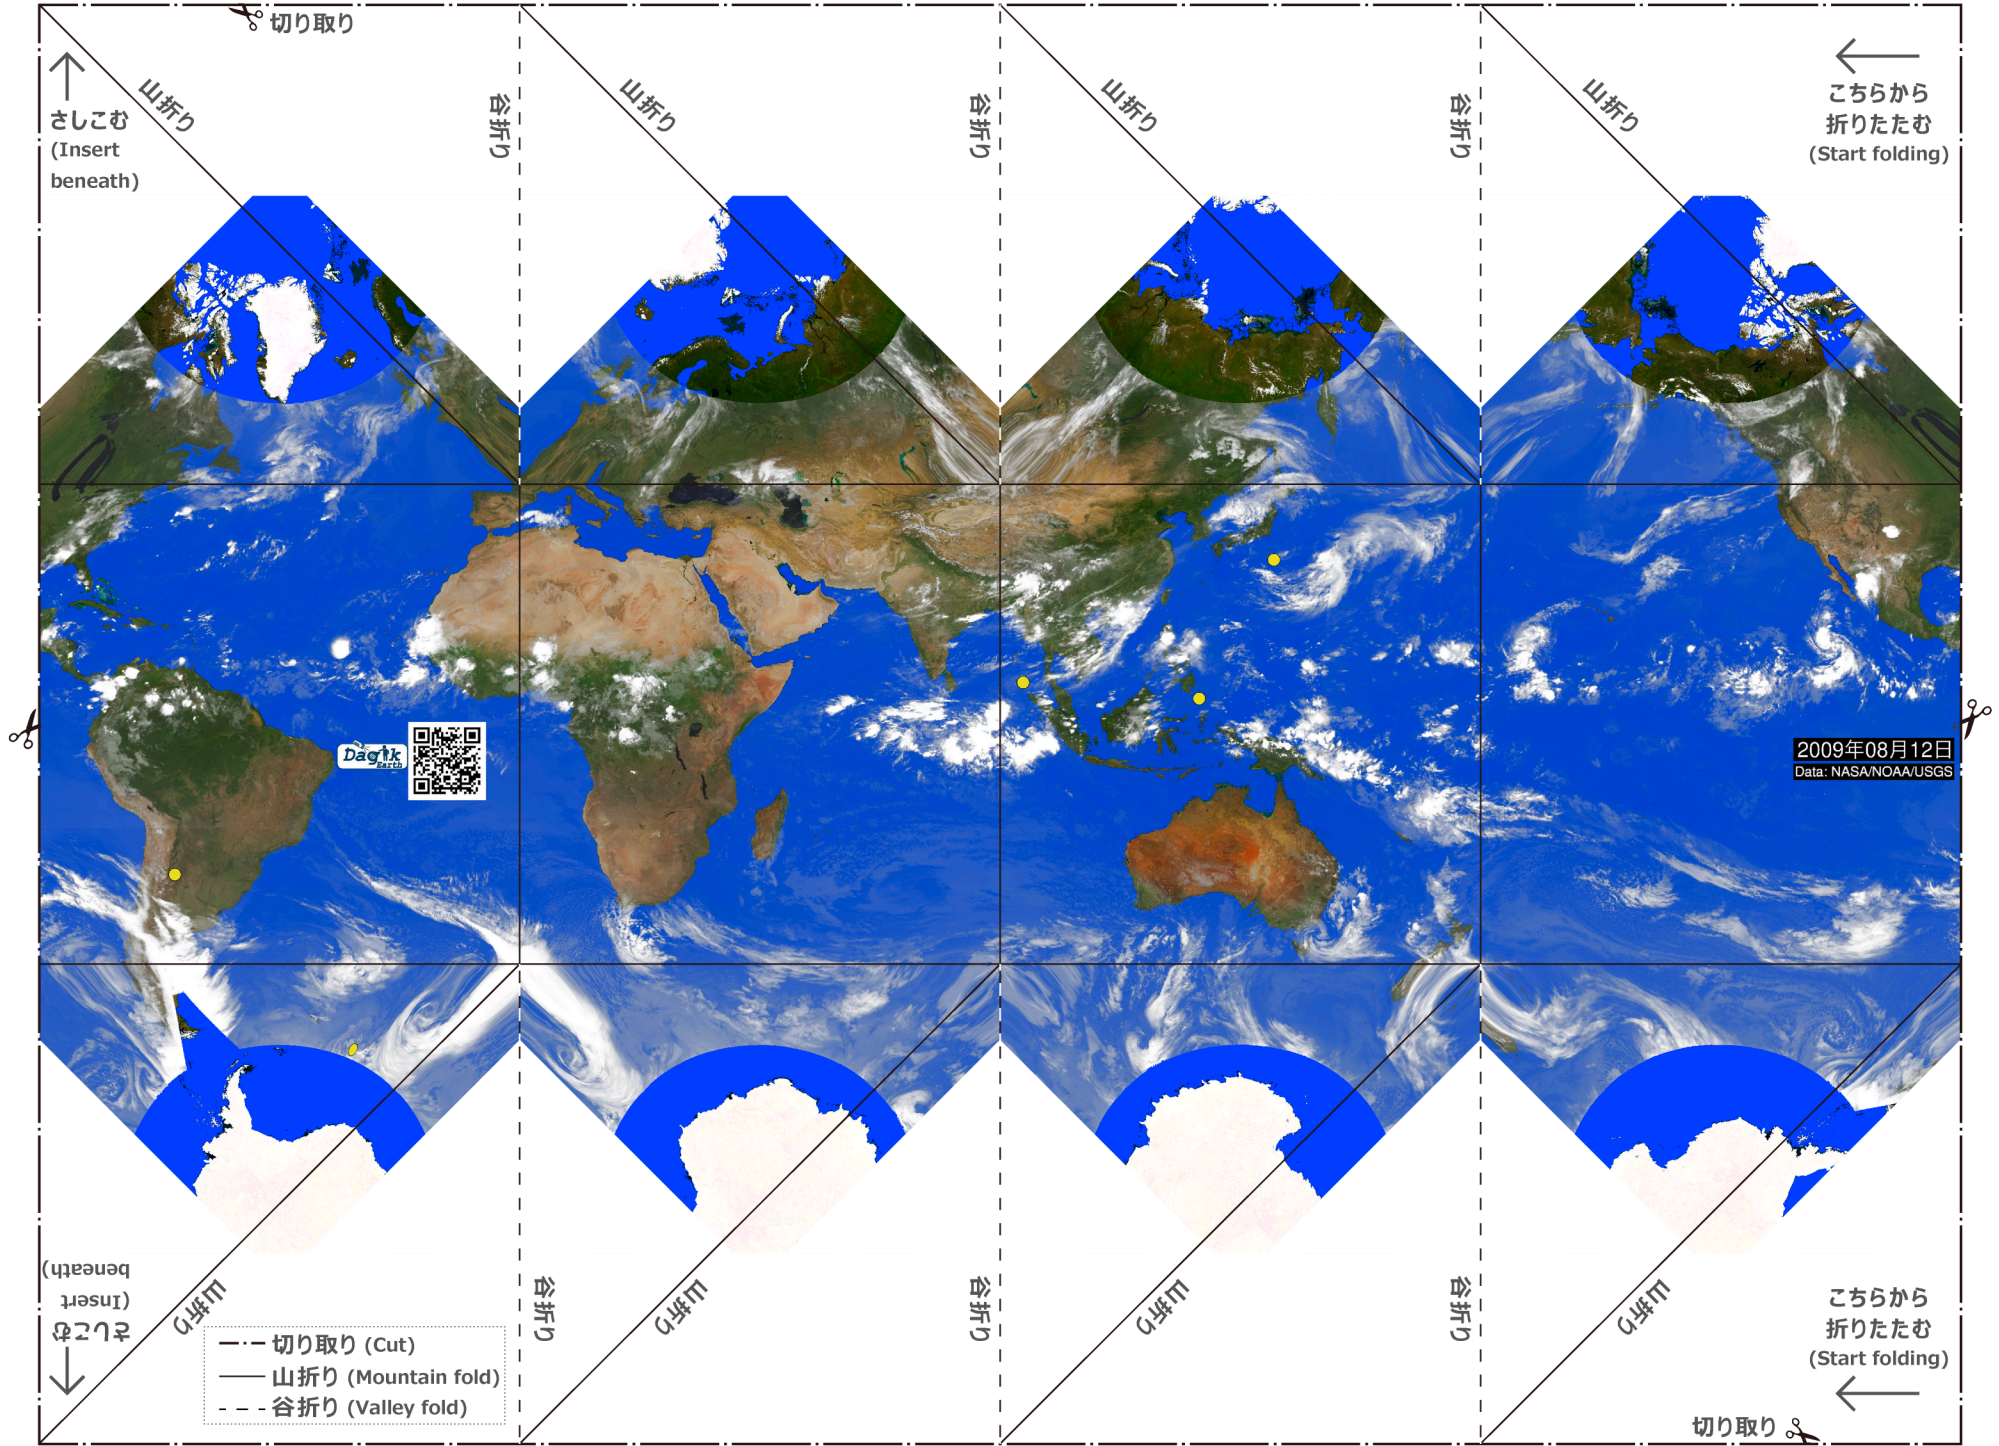 切り取り
さしこむ
(Insert
beneath)
山折り
谷折り
山折り
谷折り
山折り
谷折り
山折り
こちらから
折りたたむ
(Start folding)
Dagik
Earth
2009年08月12日
Data: NASA/NOAA/USGS
さしこむ
(Insert
beneath)
山折り
谷折り
山折り
谷折り
山折り
谷折り
山折り
こちらから
折りたたむ
(Start folding)
切り取り (Cut)
山折り (Mountain fold)
谷折り (Valley fold)
切り取り